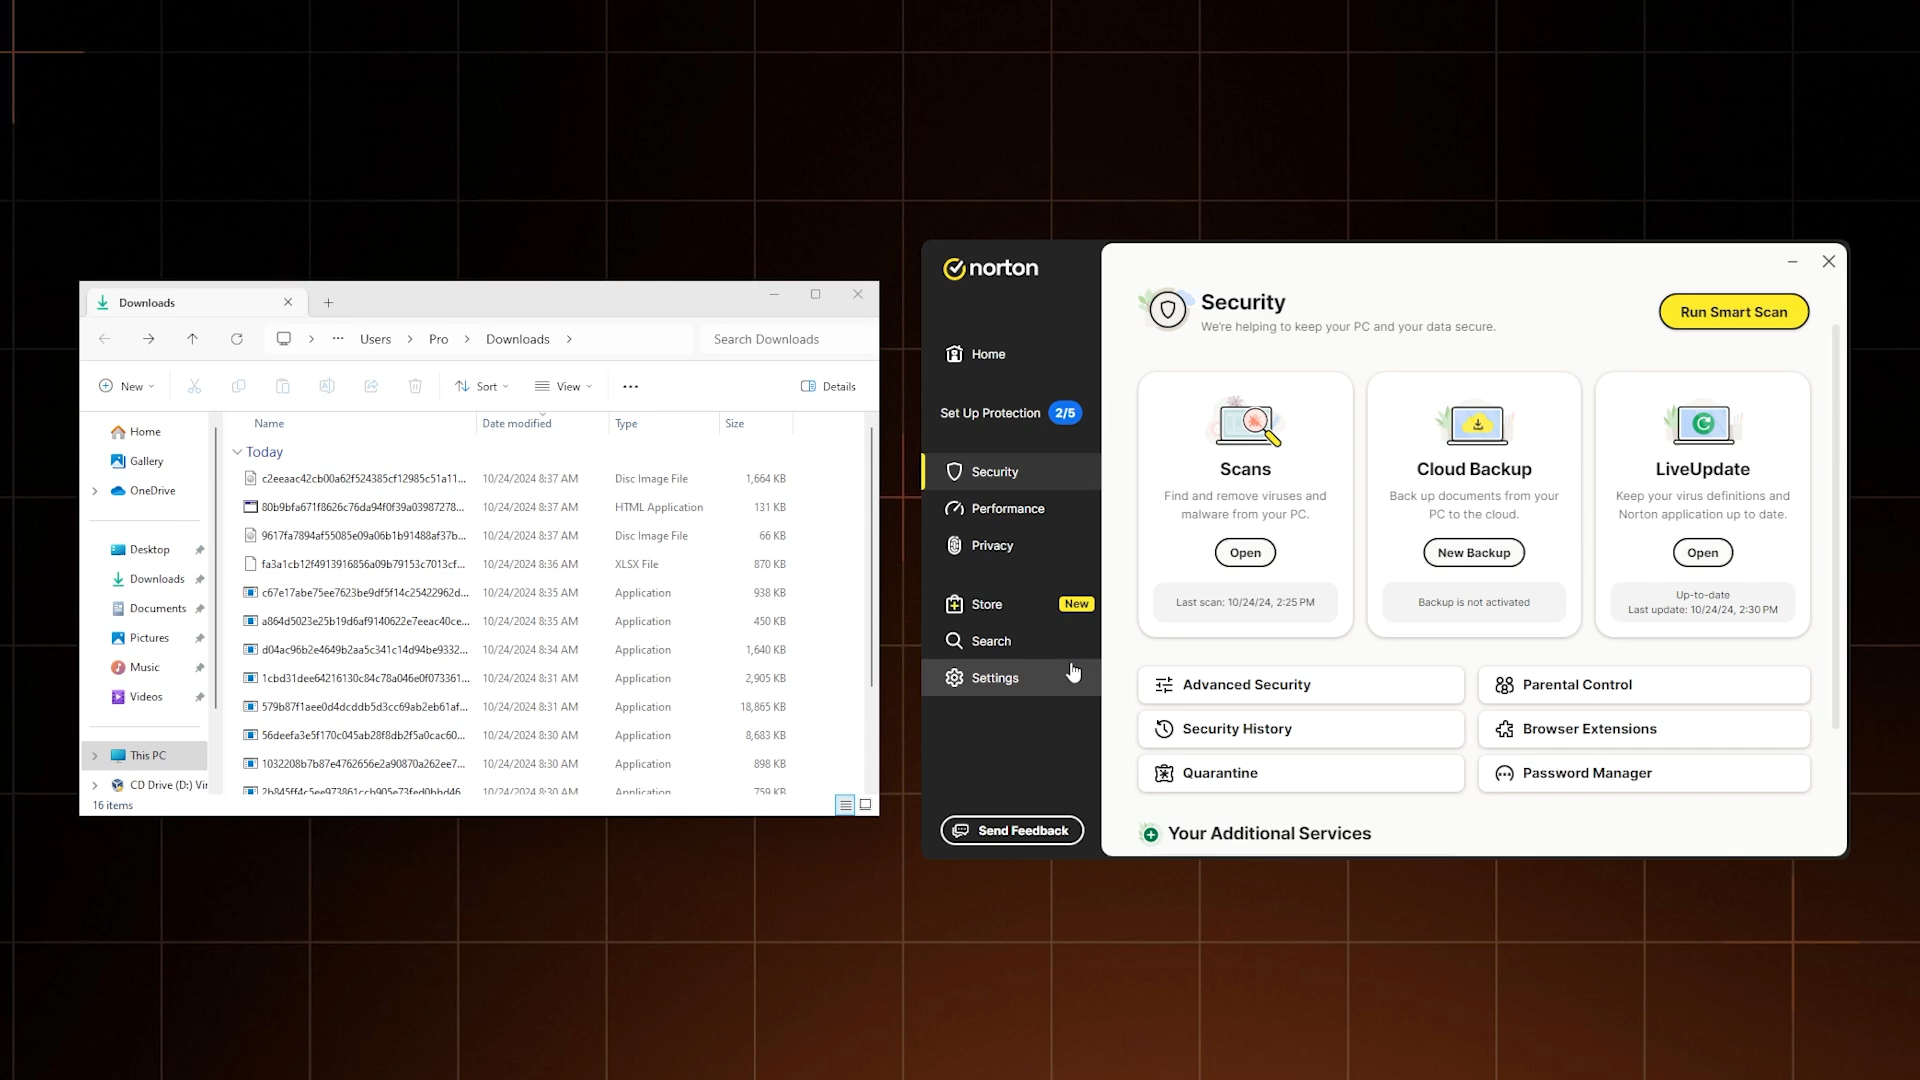 Downloads
Users
Pro
Downloads
Search Downloads
New
Sort
View
Details
Home
Gallery
OneDrive
Desktop
Downloads
Documents
Pictures
Music
Videos
This PC
CD Drive (D:) Vir
16 items
Name Date modified Type Size
Today
c2eeaac42cb00a62f524385cf12985c51a11... 10/24/2024 8:37 AM Disc Image File 1,664 KB
80b9bfa671f8626c76da94f0f39a03987278... 10/24/2024 8:37 AM HTML Application 131 KB
9617fa7894af55085e09a06b1b91488af37b... 10/24/2024 8:37 AM Disc Image File 66 KB
fa3a1cb12f4913916856a09b79153c7013cf... 10/24/2024 8:36 AM XLSX File 870 KB
c67e17abe75ee7623be9df5f14c25422962d... 10/24/2024 8:35 AM Application 938 KB
a864d5023e25b19d6af9140622e7eeac40ce... 10/24/2024 8:35 AM Application 450 KB
d04ac96b2e4649b2aa5c341c14d94be9332... 10/24/2024 8:34 AM Application 1,640 KB
1cbd31dee64216130c84c78a046e0f073361... 10/24/2024 8:31 AM Application 2,905 KB
579b87f1aee0d4dcddb5d3cc69ab2eb61af... 10/24/2024 8:31 AM Application 18,865 KB
56deefa3e5f170c045ab28f8db2f5a0cac60... 10/24/2024 8:30 AM Application 8,683 KB
1032208b7b87e4762656e2a90870a262ee7... 10/24/2024 8:30 AM Application 898 KB
10/24/2024 8:30 AM Application 759 KB
norton
Home
Set Up Protection 2/5
Security
Performance
Privacy
Store New
Search
Settings
Send Feedback
Security
We're helping to keep your PC and your data secure.
Run Smart Scan
Scans
Find and remove viruses and
malware from your PC.
Open
Last scan: 10/24/24, 2:25 PM
Cloud Backup
Back up documents from your
PC to the cloud.
New Backup
Backup is not activated
LiveUpdate
Keep your virus definitions and
Norton application up to date.
Open
Up-to-date
Last update: 10/24/24, 2:30 PM
Advanced Security
Parental Control
Security History
Browser Extensions
Quarantine
Password Manager
Your Additional Services